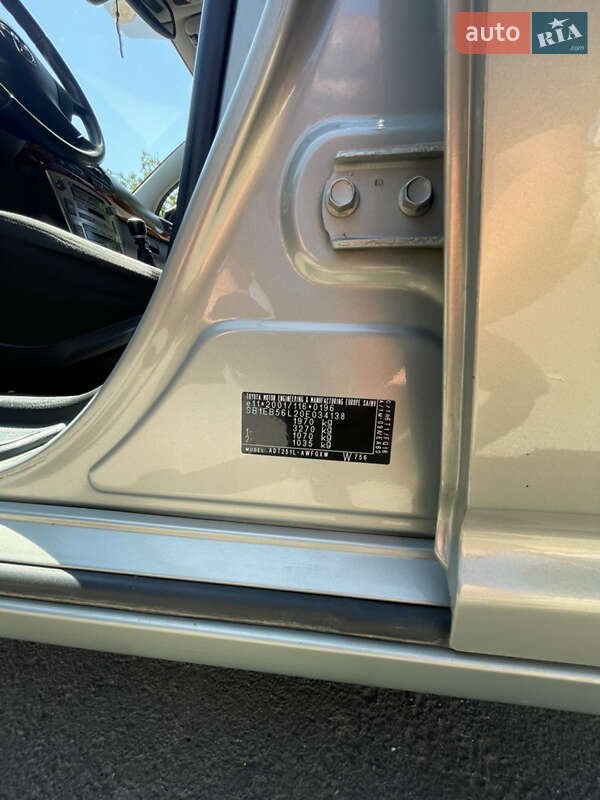 auto RIA .com
TOYOTA MOTOR ENGINEERING & MANUFACTURING EUROPE SA/NV
e11*2001/116*0196
SB1EB56L20E034138
1970 kg
3270 kg
1- 1070 kg
2- 1035 kg
MODEL: ADT251L-AWFGXW W756